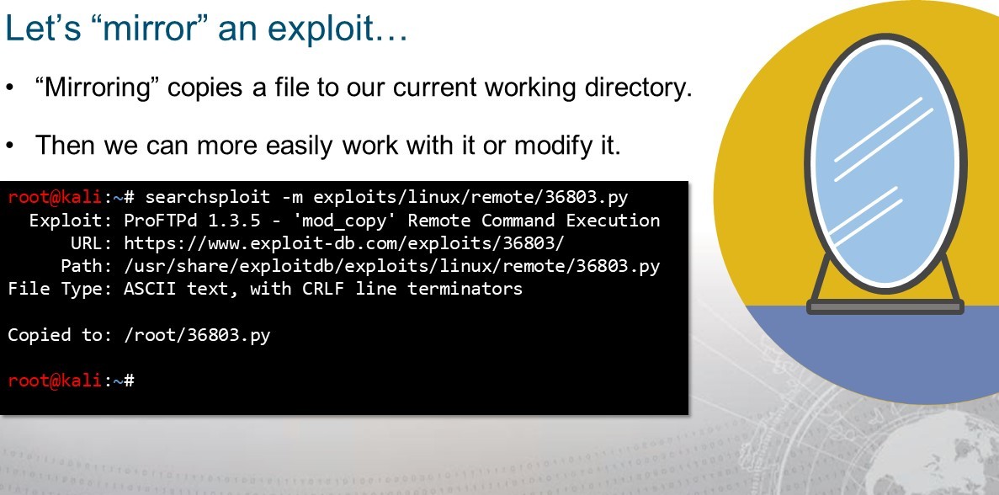 Let’s “mirror” an exploit…
• “Mirroring” copies a file to our current working directory.
• Then we can more easily work with it or modify it.
root@kali:~# searchsploit -m exploits/linux/remote/36803.py
  Exploit: ProFTPd 1.3.5 - 'mod_copy' Remote Command Execution
      URL: https://www.exploit-db.com/exploits/36803/
     Path: /usr/share/exploitdb/exploits/linux/remote/36803.py
File Type: ASCII text, with CRLF line terminators
Copied to: /root/36803.py
root@kali:~#